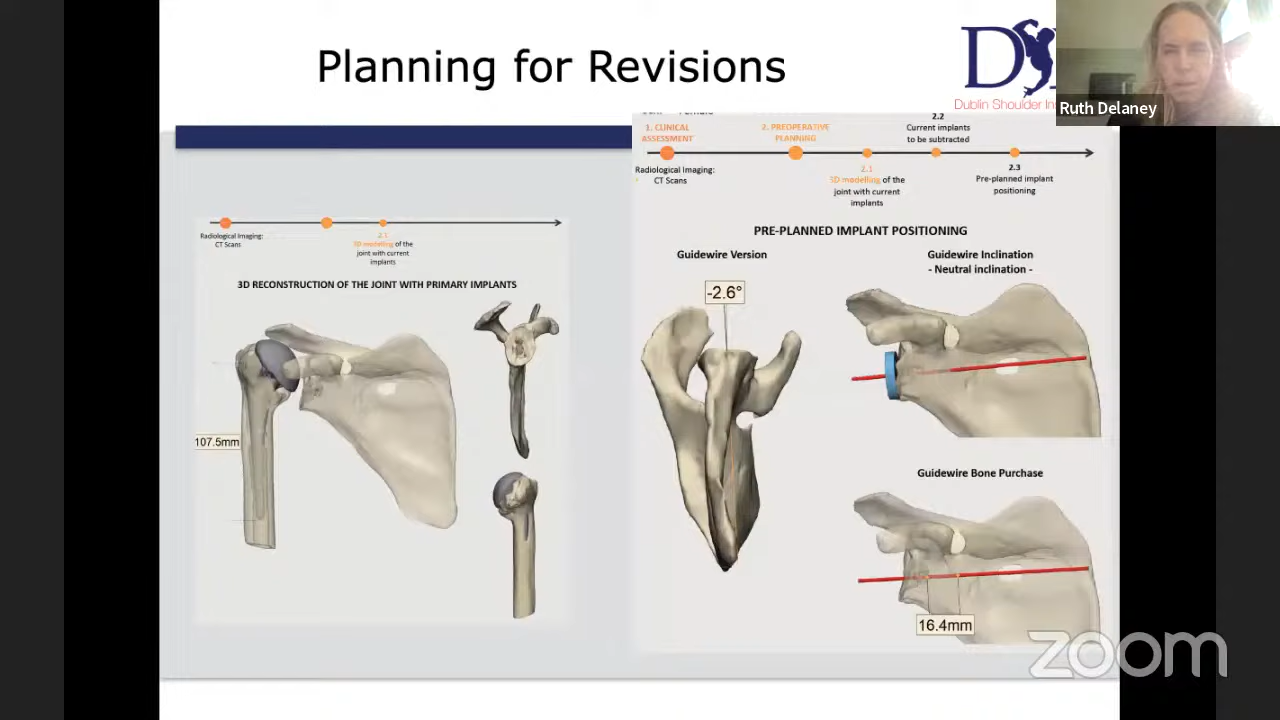 Planning for Revisions
Dublin Shoulder
Ruth Delaney
Radiological Imaging:
CT Scans
2.1
3D modelling of the
joint with current
implants
3D RECONSTRUCTION OF THE JOINT WITH PRIMARY IMPLANTS
107.5mm
1. CLINICAL
ASSESSMENT
Radiological Imaging:
CT Scans
2. PREOPERATIVE
PLANNING
2.1
3D modelling of the
joint with current
implants
2.2
Current implants
to be subtracted
2.3
Pre-planned implant
positioning
PRE-PLANNED IMPLANT POSITIONING
Guidewire Version
-2.6°
Guidewire Inclination
- Neutral inclination -
Guidewire Bone Purchase
16.4mm
zoom